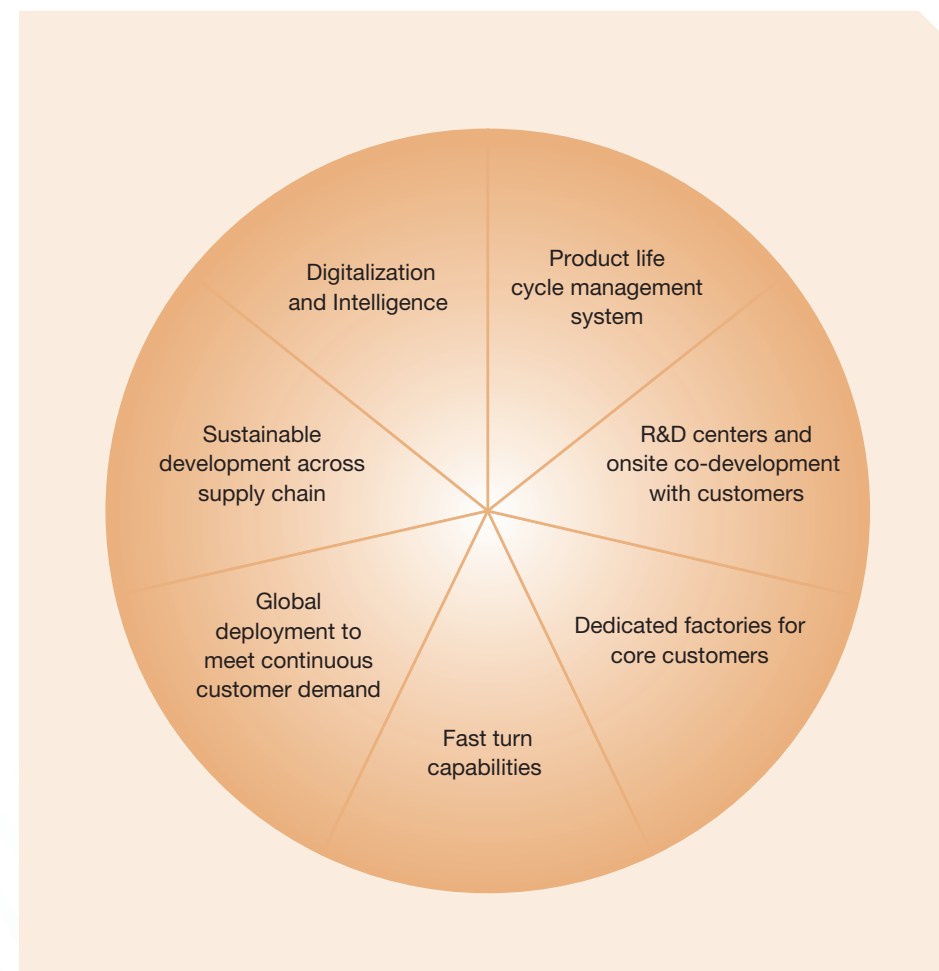 Product life
cycle management
system
R&D centers and
onsite co-development
with customers
Dedicated factories for
core customers
Fast turn
capabilities
Global
deployment to
meet continuous
customer demand
Sustainable
development across
supply chain
Digitalization
and Intelligence